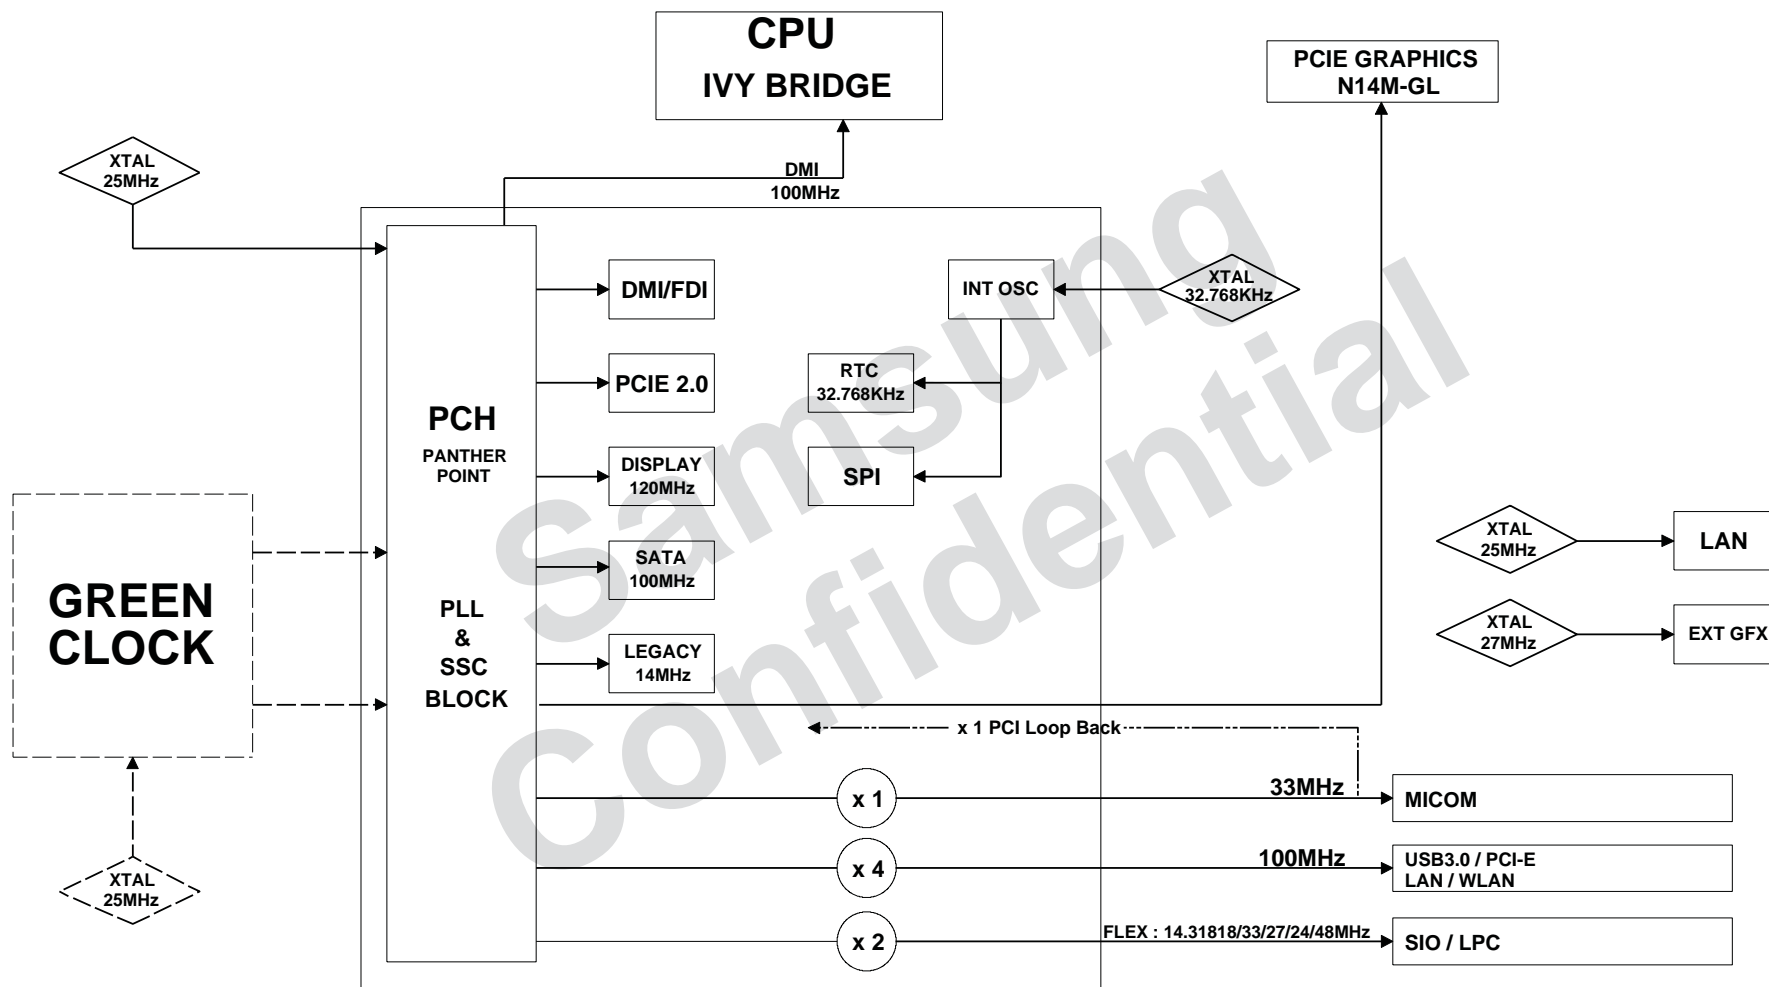 CPU
IVY BRIDGE
PCIE GRAPHICS
N14M-GL
XTAL
25MHz
DMI
100MHz
DMI/FDI
INT OSC
XTAL
32.768KHz
PCIE 2.0
RTC
32.768KHz
PCH
PANTHER
POINT
DISPLAY
120MHz
SPI
XTAL
25MHz
LAN
SATA
100MHz
GREEN
CLOCK
PLL
&
SSC
BLOCK
XTAL
27MHz
EXT GFX
LEGACY
14MHz
x 1 PCI Loop Back
x 1
33MHz
MICOM
x 4
100MHz
USB3.0 / PCI-E
LAN / WLAN
XTAL
25MHz
x 2
FLEX : 14.31818/33/27/24/48MHz
SIO / LPC
Samsung
Confidential